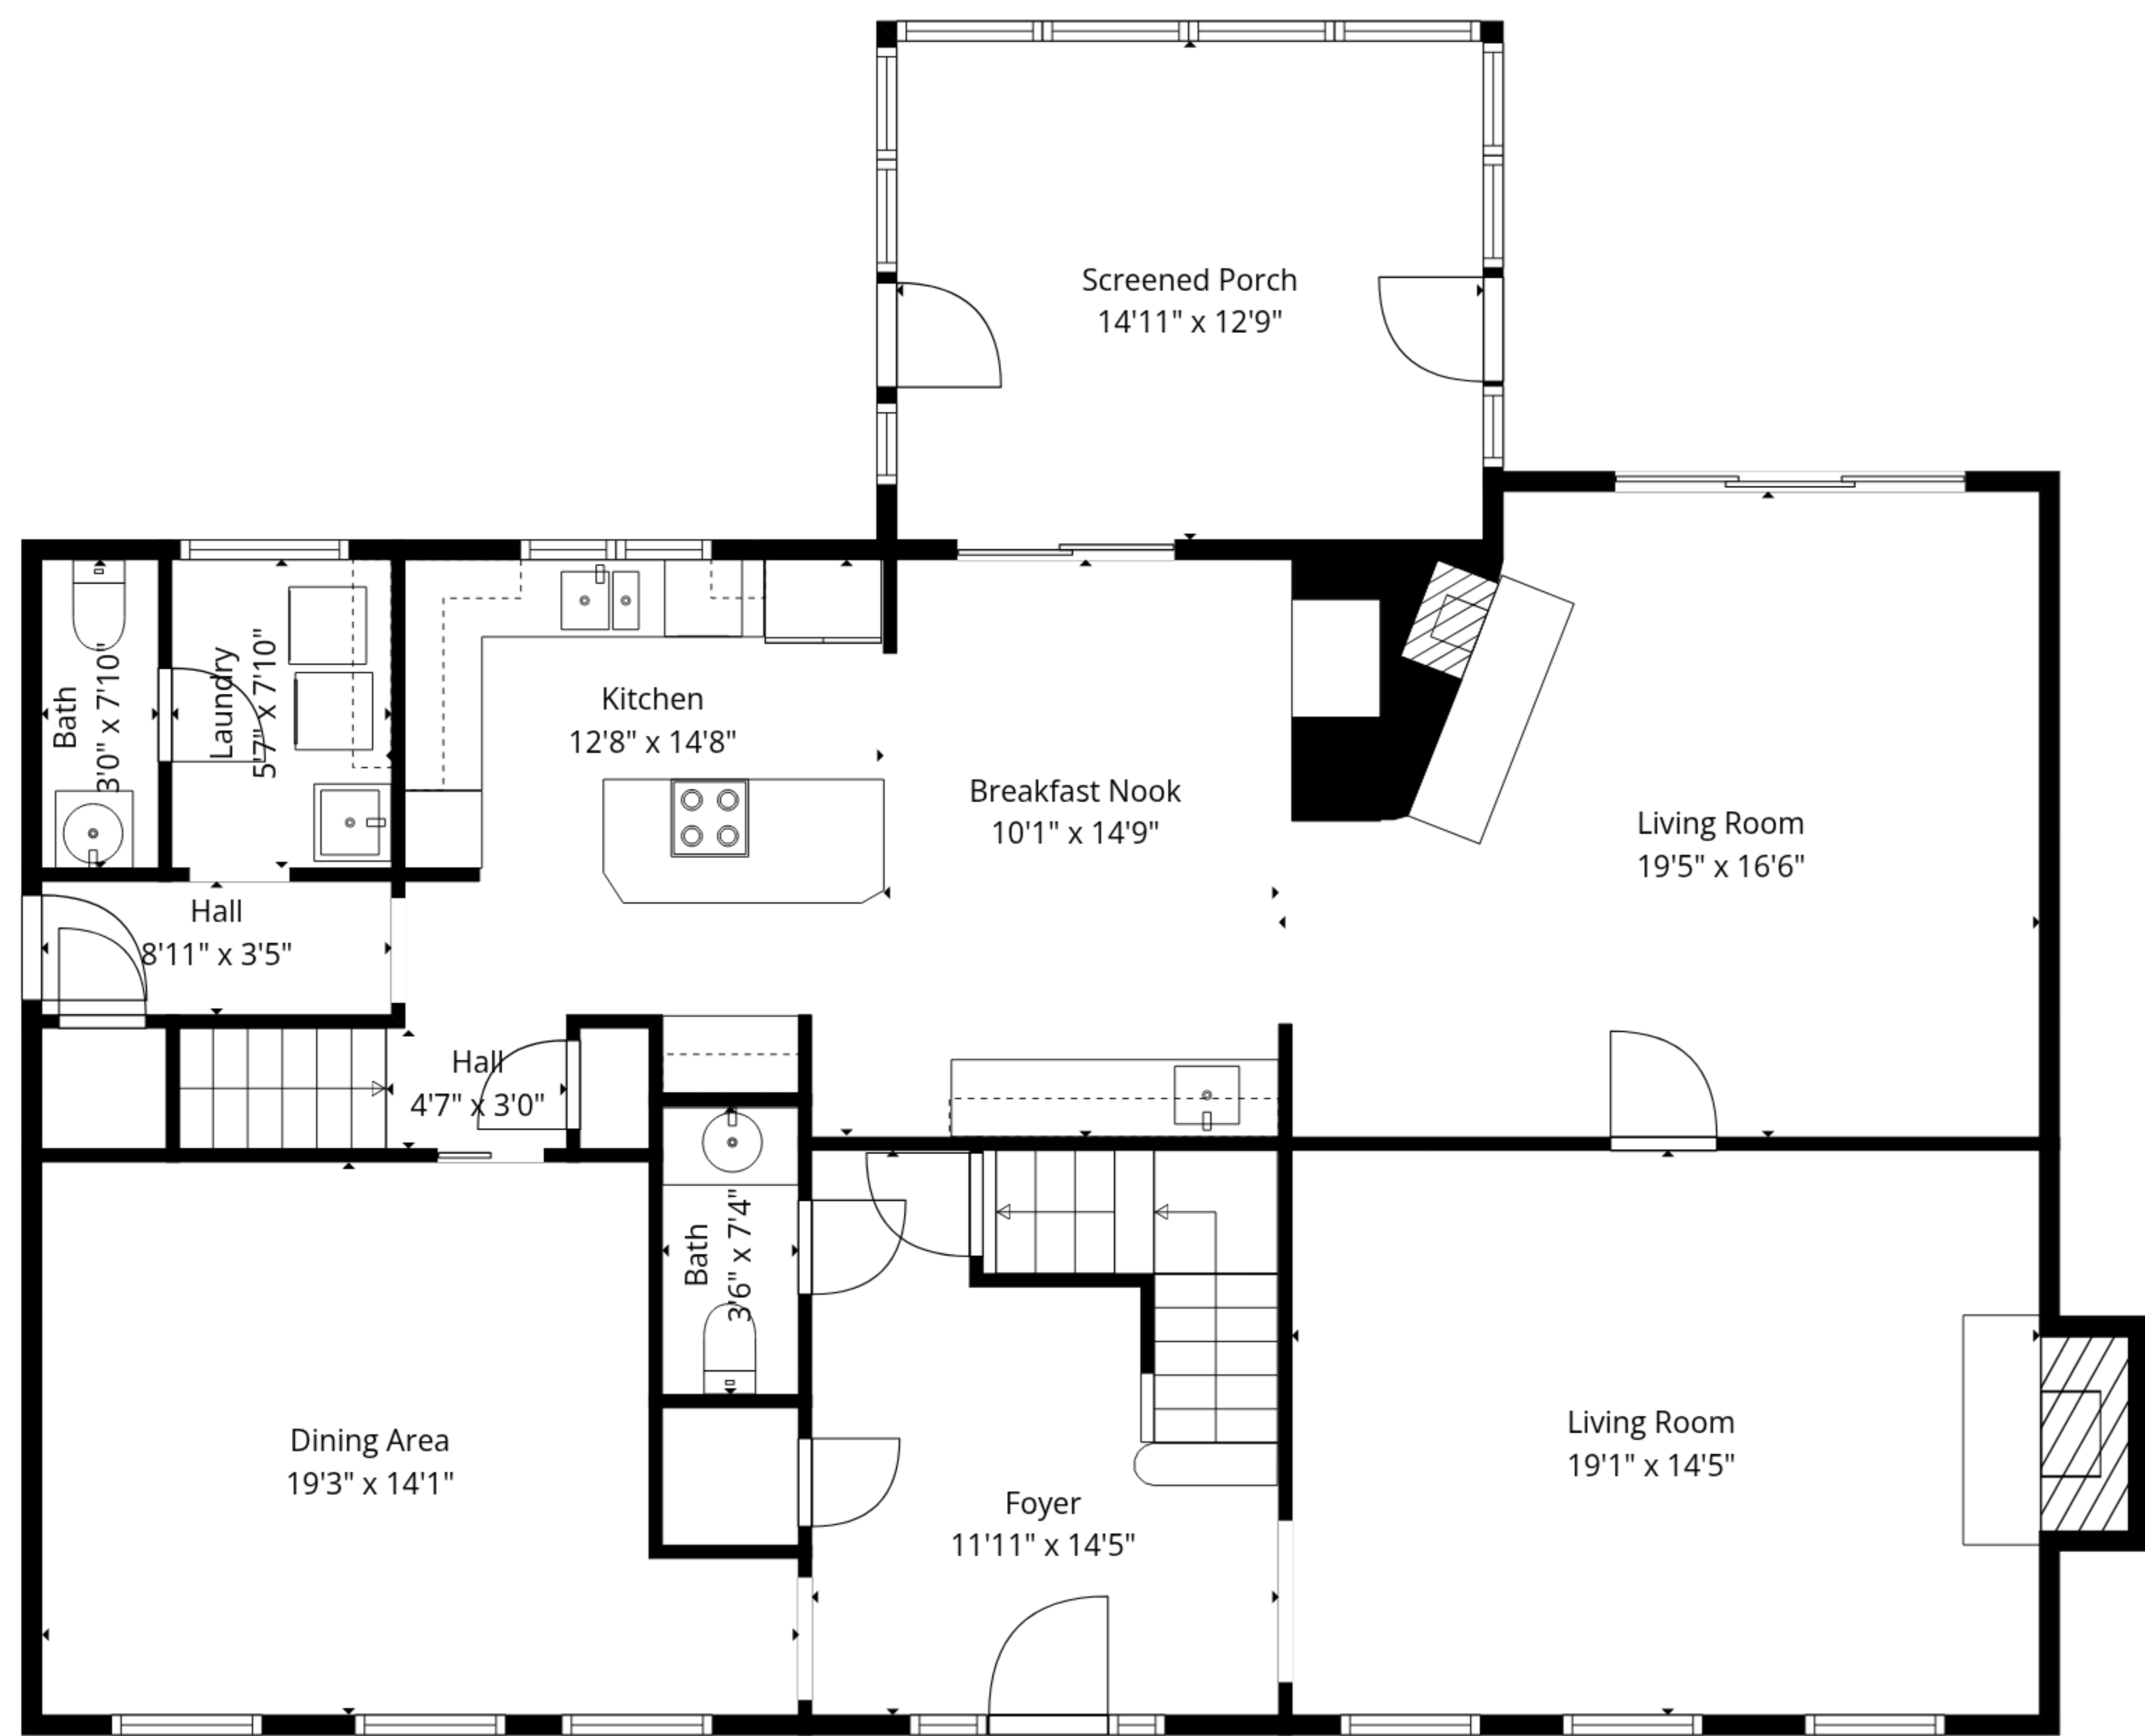 Screened Porch
14'11" x 12'9"
Kitchen
12'8" x 14'8"
Bath
3'0" x 7'10"
Laundry
5'7" x 7'10"
Breakfast Nook
10'1" x 14'9"
Living Room
19'5" x 16'6"
Hall
8'11" x 3'5"
Hall
4'7" x 3'0"
Bath
3'6" x 7'4"
Dining Area
19'3" x 14'1"
Foyer
11'11" x 14'5"
Living Room
19'1" x 14'5"